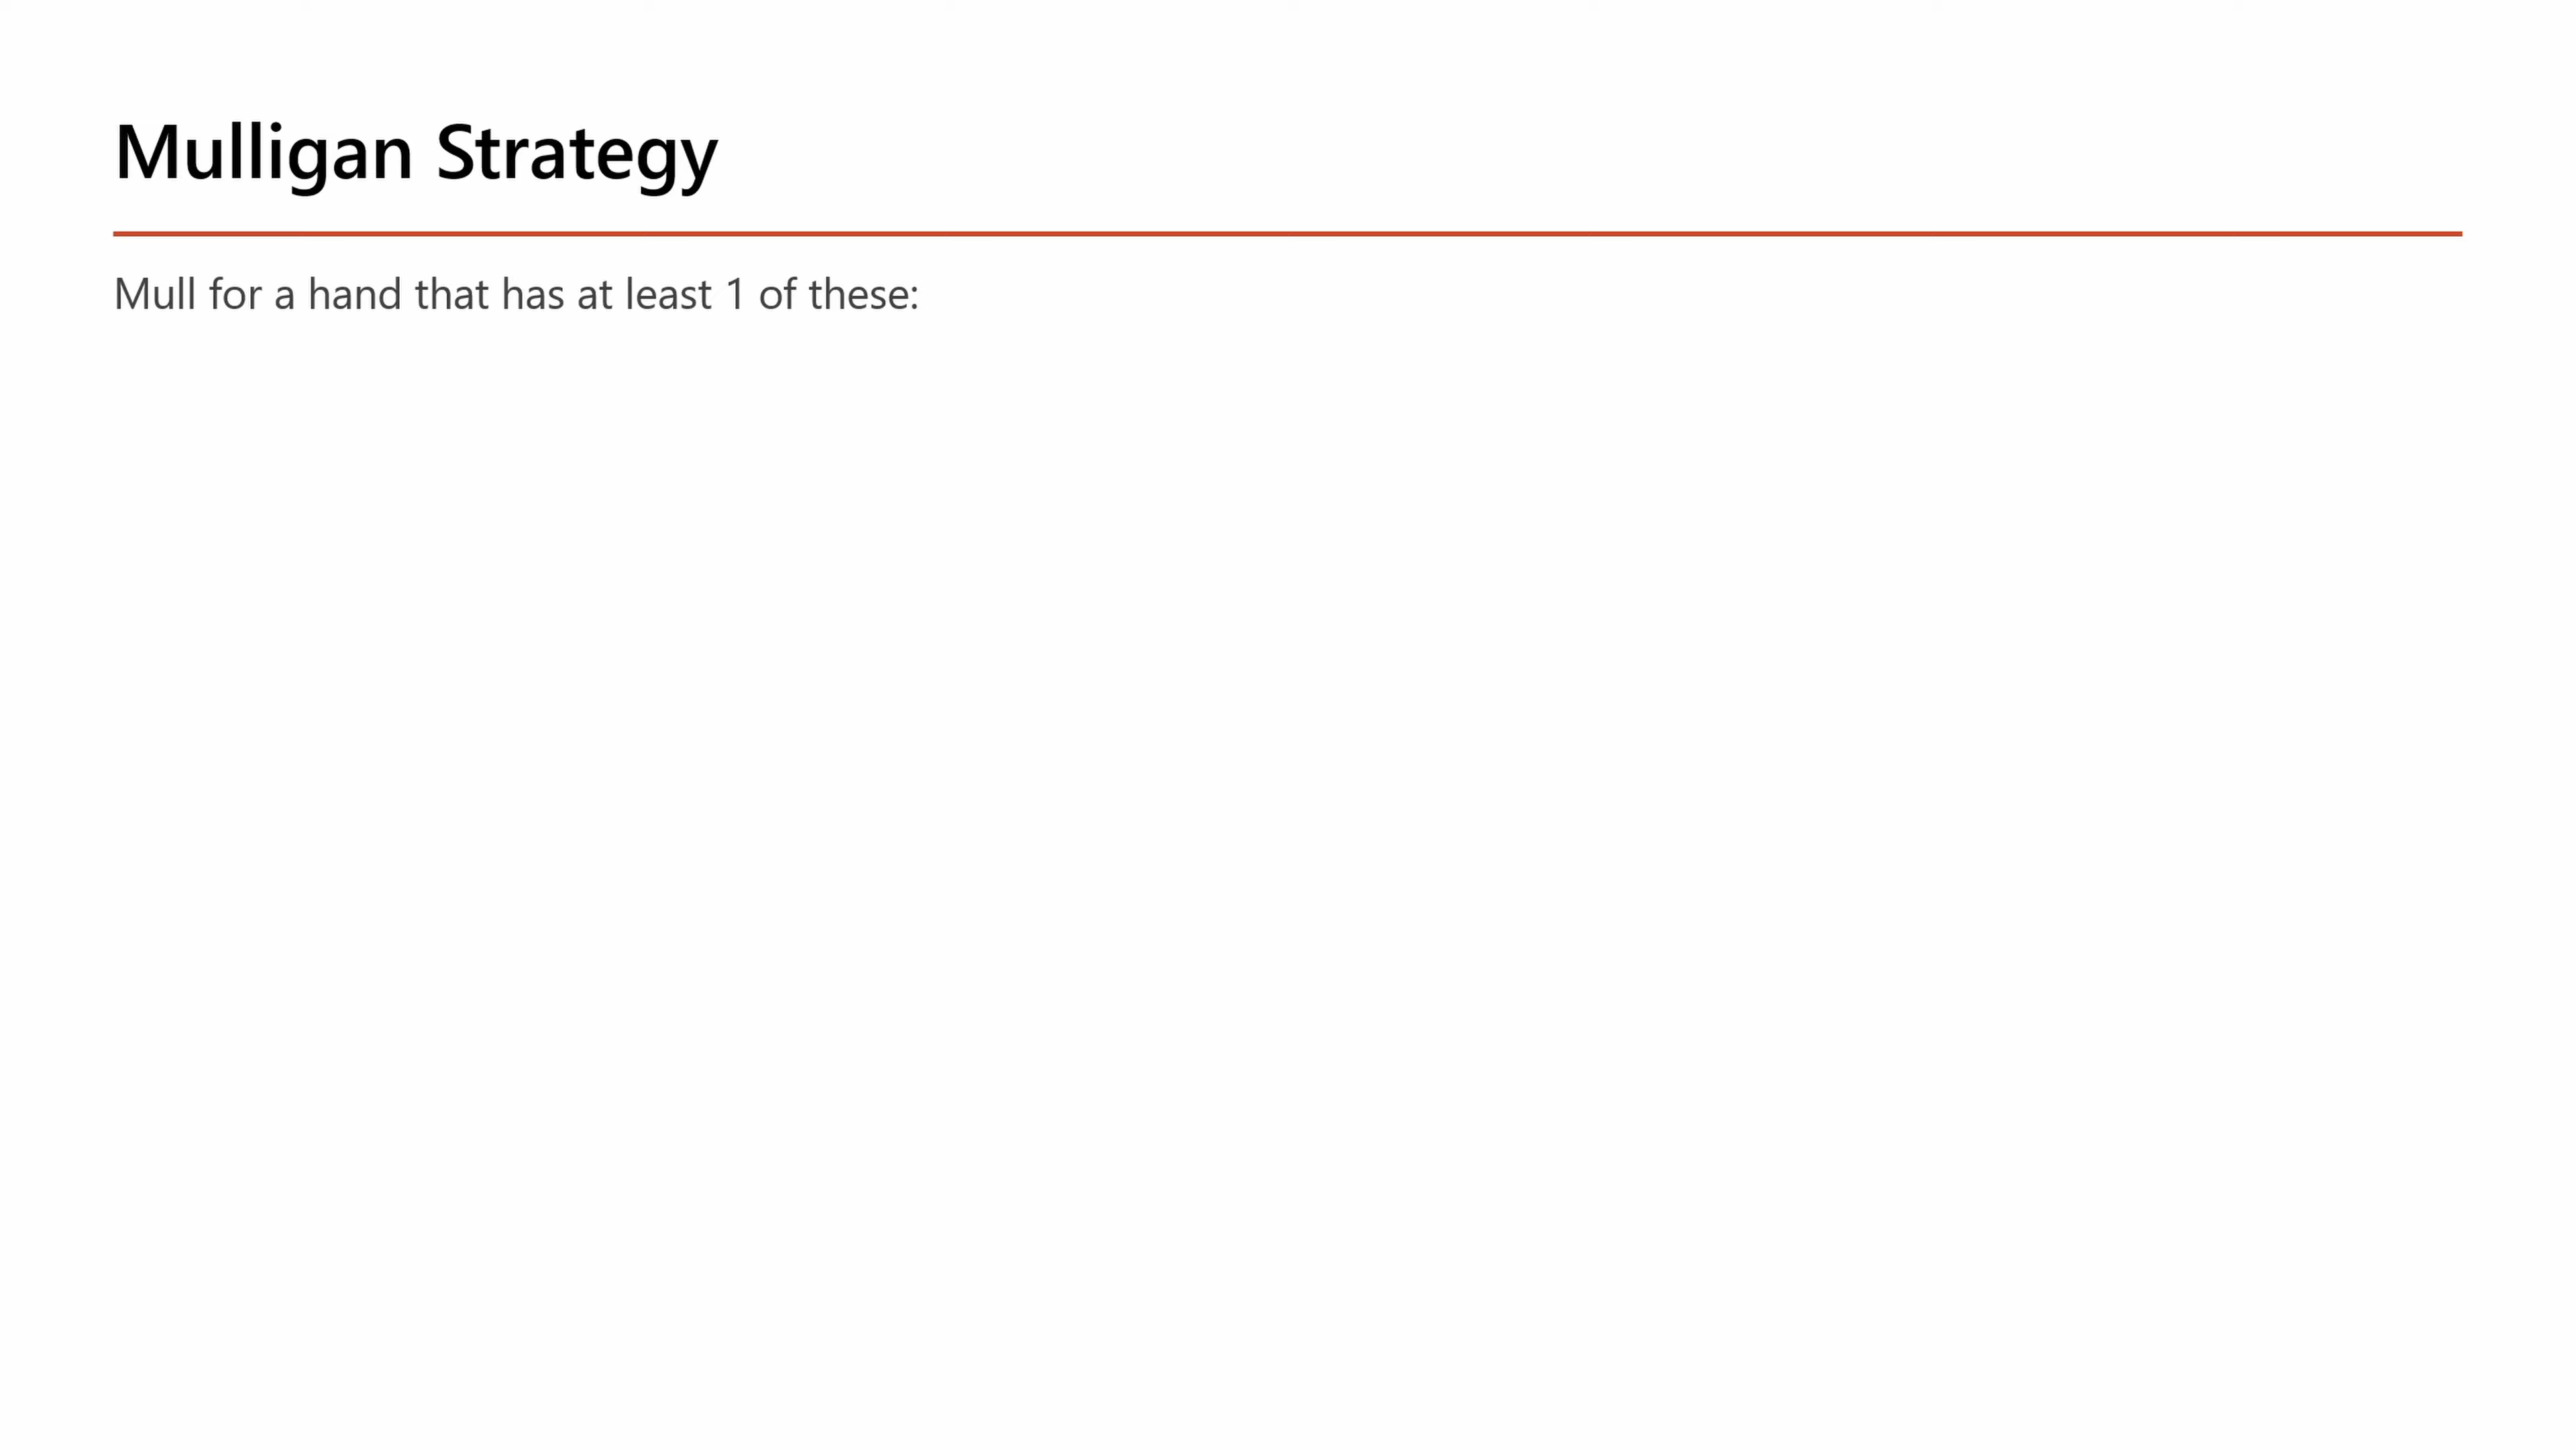 Mulligan Strategy
Mull for a hand that has at least 1 of these: